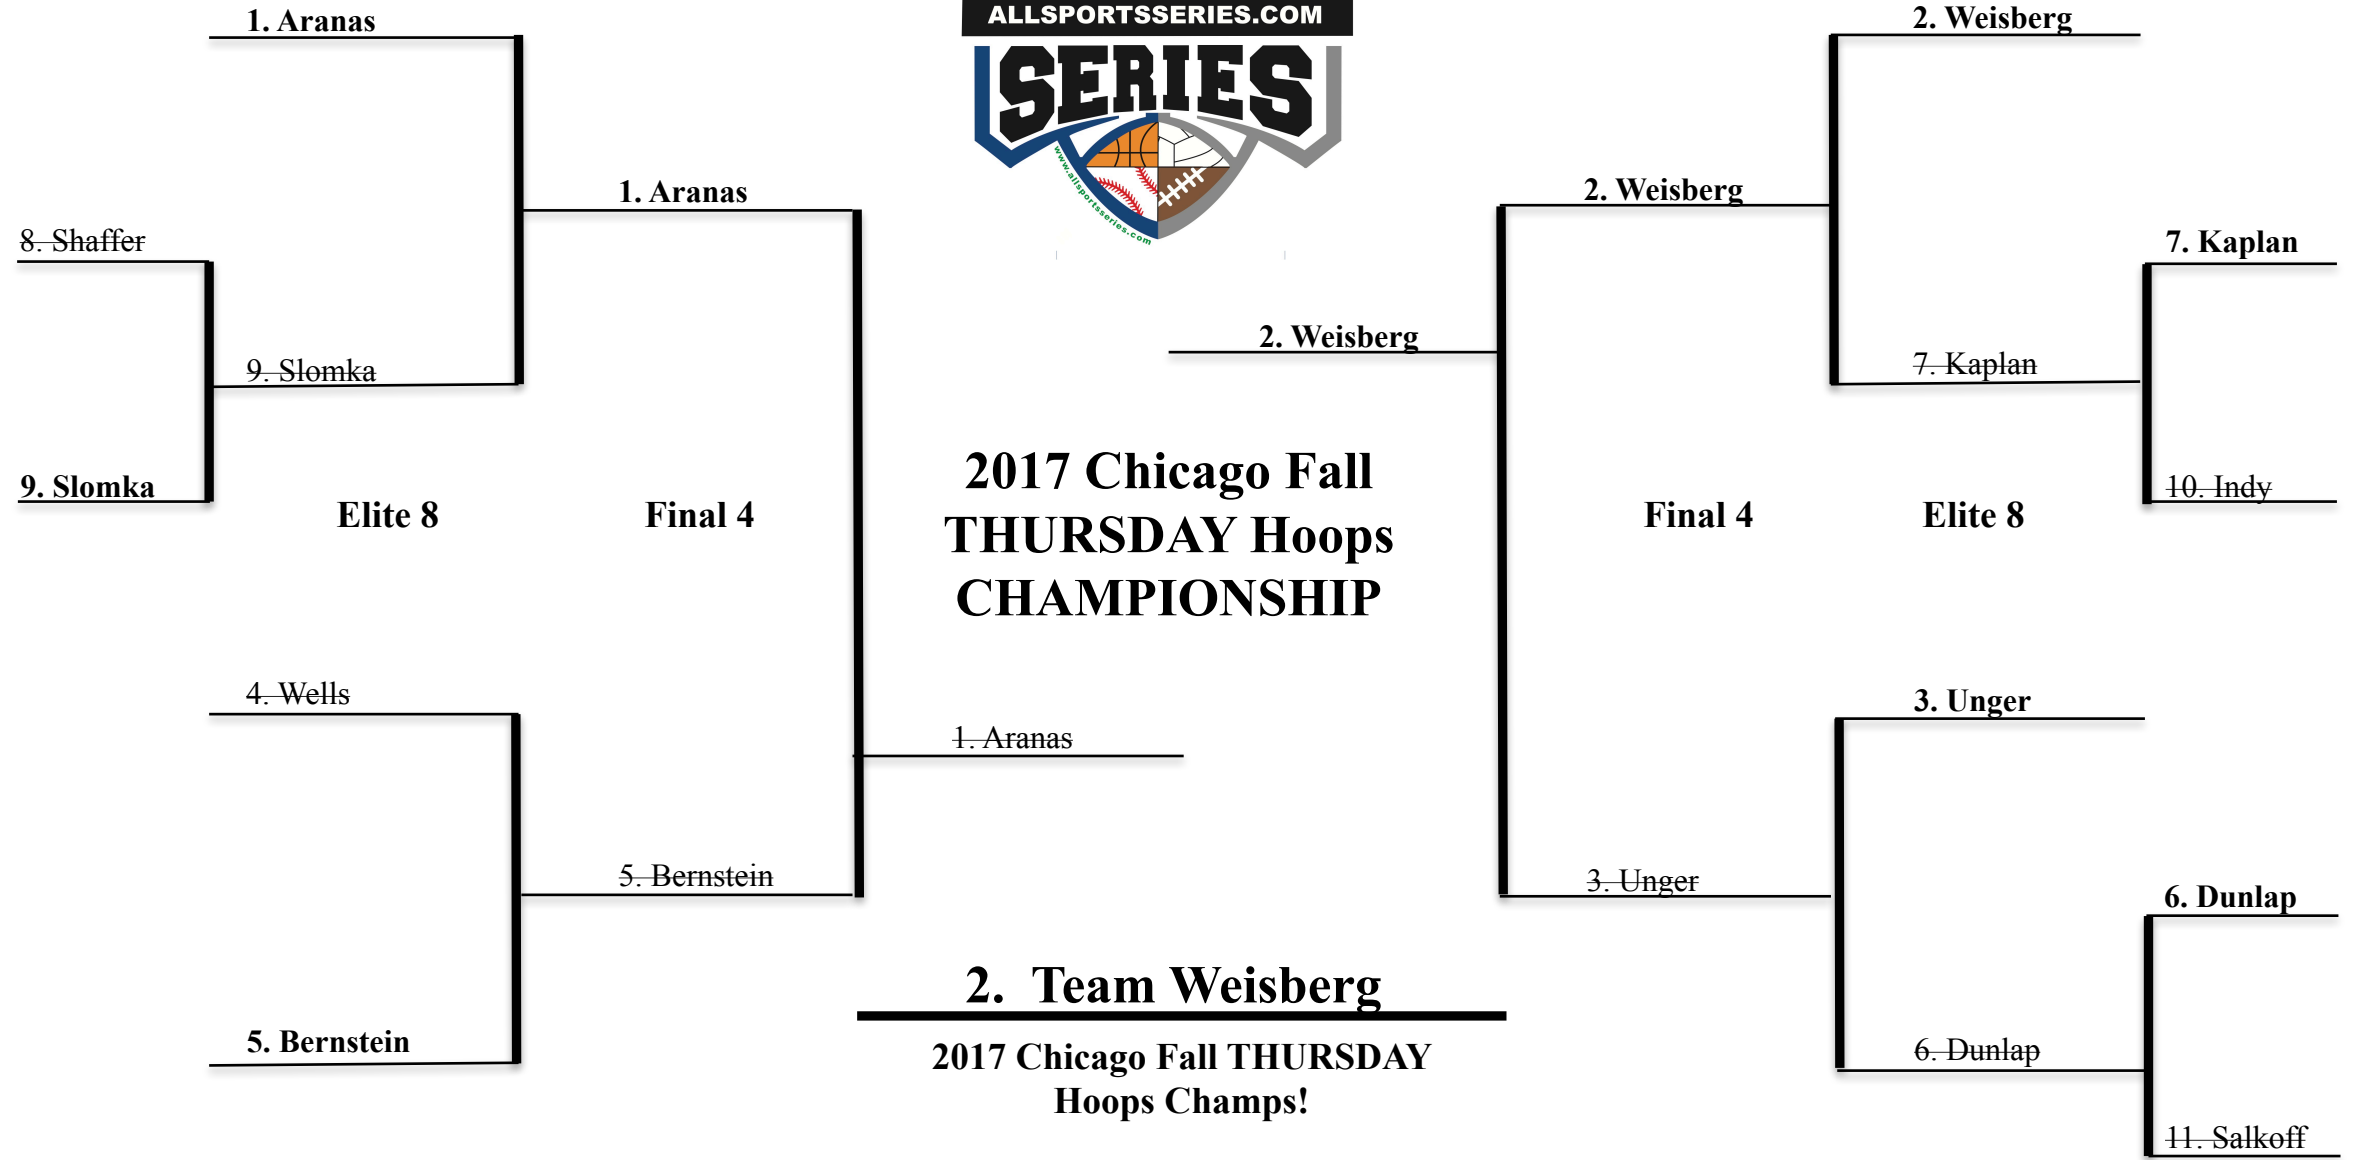 ALLSPORTSSERIES.COM
SERIES
www.allsportsseries.com
1. Aranas
8. Shaffer
9. Slomka
9. Slomka
Elite 8
4. Wells
5. Bernstein
1. Aranas
Final 4
5. Bernstein
1. Aranas
2017 Chicago Fall
THURSDAY Hoops
CHAMPIONSHIP
2. Weisberg
2. Weisberg
Final 4
3. Unger
2. Weisberg
7. Kaplan
7. Kaplan
10. Indy
Elite 8
3. Unger
6. Dunlap
6. Dunlap
11. Salkoff
2. Team Weisberg
2017 Chicago Fall THURSDAY
Hoops Champs!